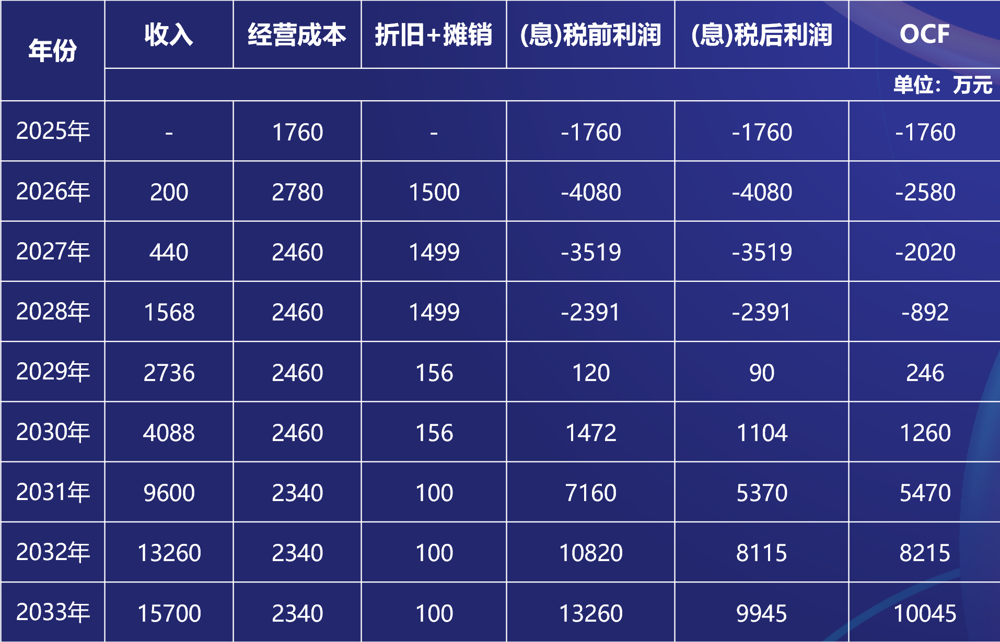 年份 收入 经营成本 折旧+摊销 (息)税前利润 (息)税后利润 OCF
单位：万元
2025年 - 1760 - -1760 -1760 -1760
2026年 200 2780 1500 -4080 -4080 -2580
2027年 440 2460 1499 -3519 -3519 -2020
2028年 1568 2460 1499 -2391 -2391 -892
2029年 2736 2460 156 120 90 246
2030年 4088 2460 156 1472 1104 1260
2031年 9600 2340 100 7160 5370 5470
2032年 13260 2340 100 10820 8115 8215
2033年 15700 2340 100 13260 9945 10045